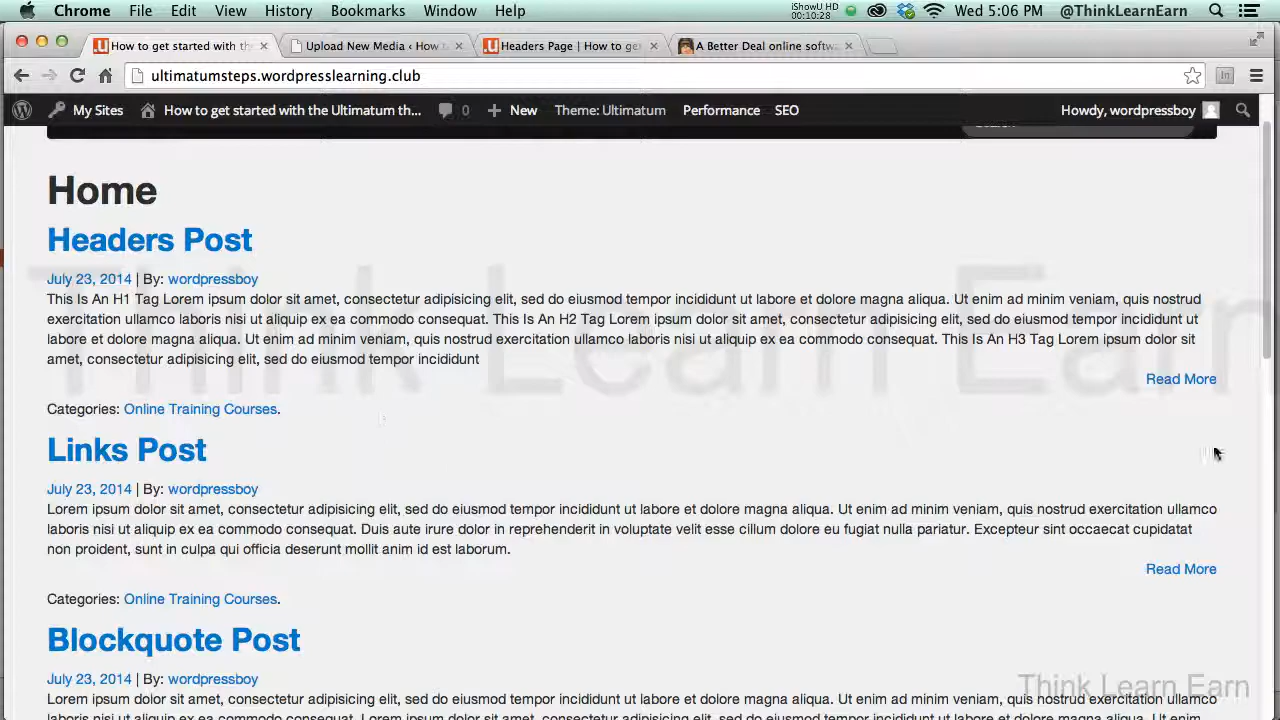 Chrome File Edit View History Bookmarks Window Help iShowU HD 00:10:28 Wed 5:06 PM @ThinkLearnEarn
How to get started with th Upload New Media ‹ How Headers Page | How to ge A Better Deal online softw
ultimatumsteps.wordpresslearning.club
My Sites How to get started with the Ultimatum th... 0 New Theme: Ultimatum Performance SEO Howdy, wordpressboy
Home
Headers Post
July 23, 2014 | By: wordpressboy
This Is An H1 Tag Lorem ipsum dolor sit amet, consectetur adipisicing elit, sed do eiusmod tempor incididunt ut labore et dolore magna aliqua. Ut enim ad minim veniam, quis nostrud
exercitation ullamco laboris nisi ut aliquip ex ea commodo consequat. This Is An H2 Tag Lorem ipsum dolor sit amet, consectetur adipisicing elit, sed do eiusmod tempor incididunt ut
labore et dolore magna aliqua. Ut enim ad minim veniam, quis nostrud exercitation ullamco laboris nisi ut aliquip ex ea commodo consequat. This Is An H3 Tag Lorem ipsum dolor sit
amet, consectetur adipisicing elit, sed do eiusmod tempor incididunt
Think Learn Earn
Read More
Categories: Online Training Courses.
Links Post
July 23, 2014 | By: wordpressboy
Lorem ipsum dolor sit amet, consectetur adipisicing elit, sed do eiusmod tempor incididunt ut labore et dolore magna aliqua. Ut enim ad minim veniam, quis nostrud exercitation ullamco
laboris nisi ut aliquip ex ea commodo consequat. Duis aute irure dolor in reprehenderit in voluptate velit esse cillum dolore eu fugiat nulla pariatur. Excepteur sint occaecat cupidatat
non proident, sunt in culpa qui officia deserunt mollit anim id est laborum.
Read More
Categories: Online Training Courses.
Blockquote Post
July 23, 2014 | By: wordpressboy
Lorem ipsum dolor sit amet, consectetur adipisicing elit, sed do eiusmod tempor incididunt ut labore et dolore magna aliqua. Ut enim ad minim veniam, quis nostrud exercitation ullamco
Think Learn Earn